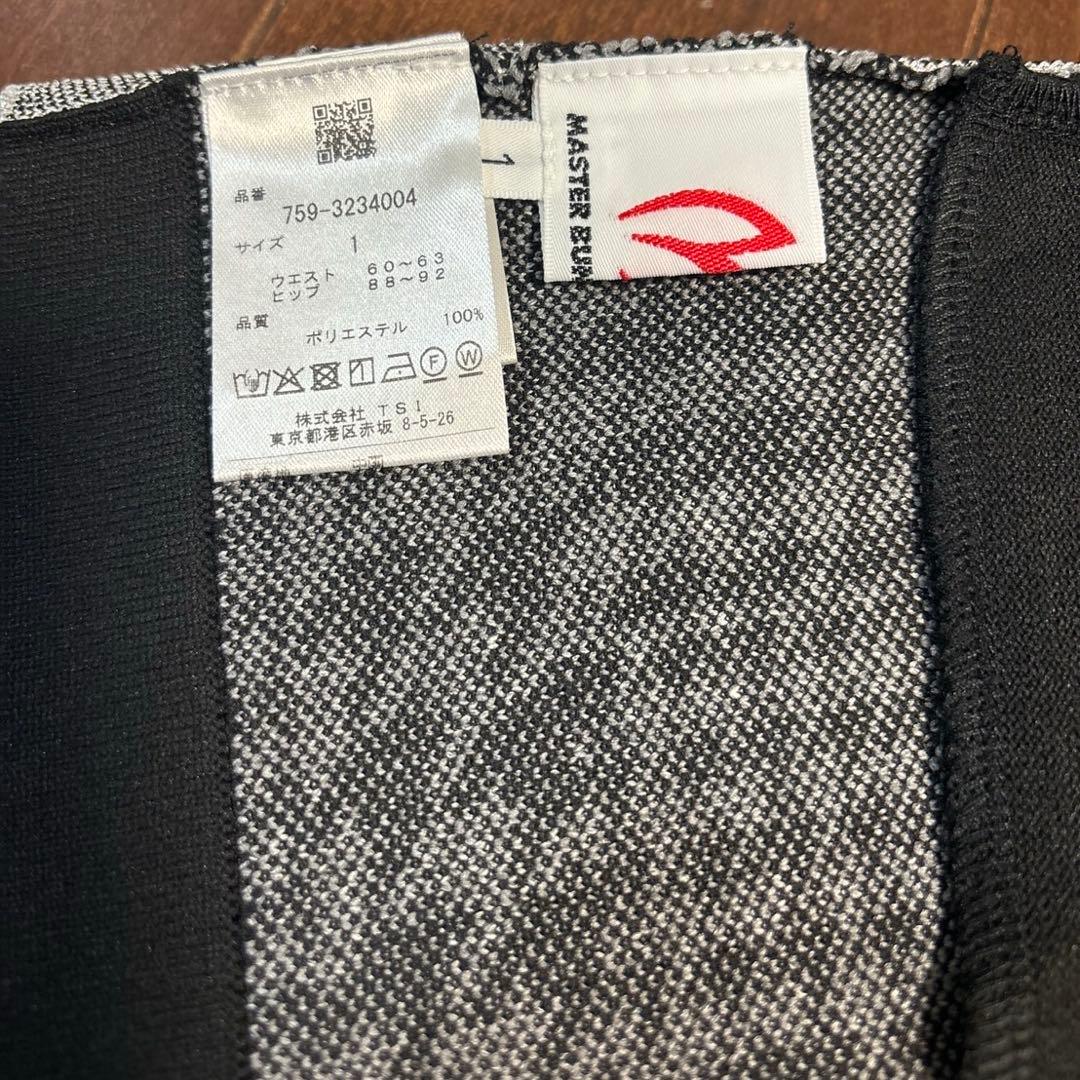 品番
759-3234004
サイズ 1
ウエスト 60～63
ヒップ 88～92
品質
ポリエステル 100%
F W
株式会社 TSI
東京都港区赤坂 8-5-26
1
MASTER BUN